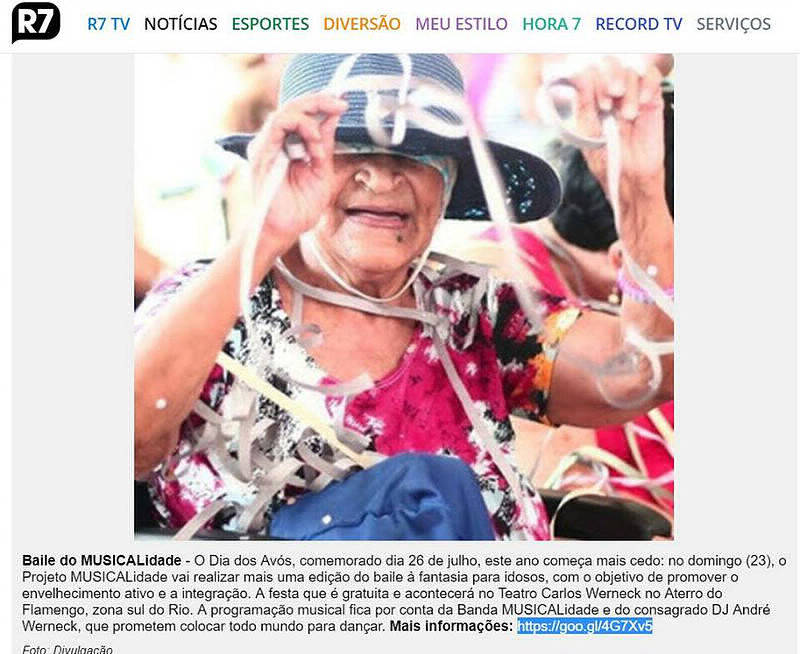 R7 R7 TV NOTÍCIAS ESPORTES DIVERSÃO MEU ESTILO HORA 7 RECORD TV SERVIÇOS
Baile do MUSICALidade - O Dia dos Avós, comemorado dia 26 de julho, este ano começa mais cedo: no domingo (23), o
Projeto MUSICALidade vai realizar mais uma edição do baile à fantasia para idosos, com o objetivo de promover o
envelhecimento ativo e a integração. A festa que é gratuita e acontecerá no Teatro Carlos Werneck no Aterro do
Flamengo, zona sul do Rio. A programação musical fica por conta da Banda MUSICALidade e do consagrado DJ André
Werneck, que prometem colocar todo mundo para dançar. Mais informações: https://goo.gl/4G7Xv5
Foto: Divulgação